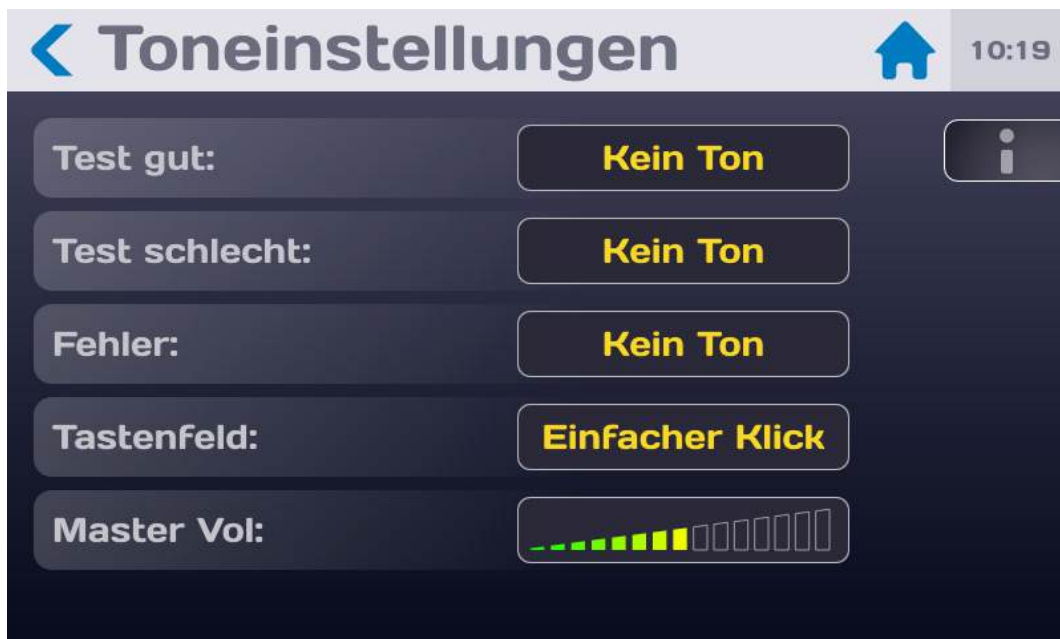 Toneinstellungen
10:19
Test gut: Kein Ton
Test schlecht: Kein Ton
Fehler: Kein Ton
Tastenfeld: Einfacher Klick
Master Vol: